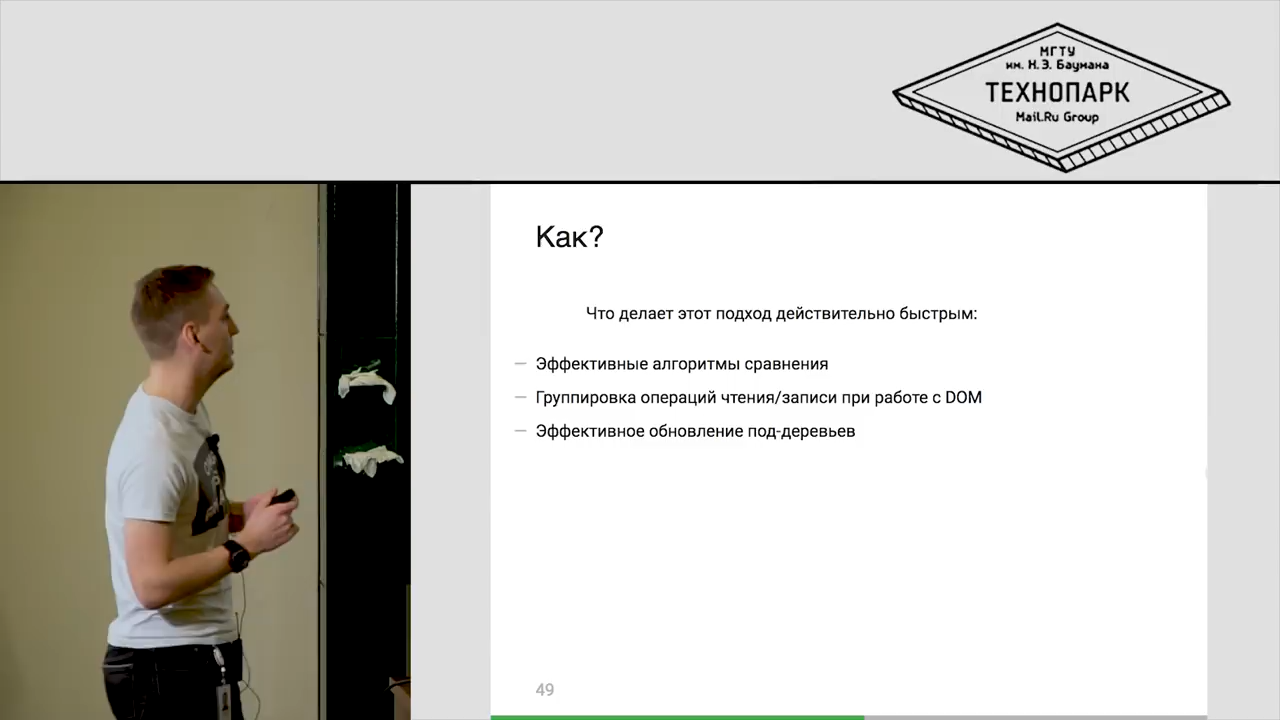 МГТУ
им. Н.Э. Баумана
ТЕХНОПАРК
Mail.Ru Group
Как?
Что делает этот подход действительно быстрым:
— Эффективные алгоритмы сравнения
— Группировка операций чтения/записи при работе с DOM
— Эффективное обновление под-деревьев
49